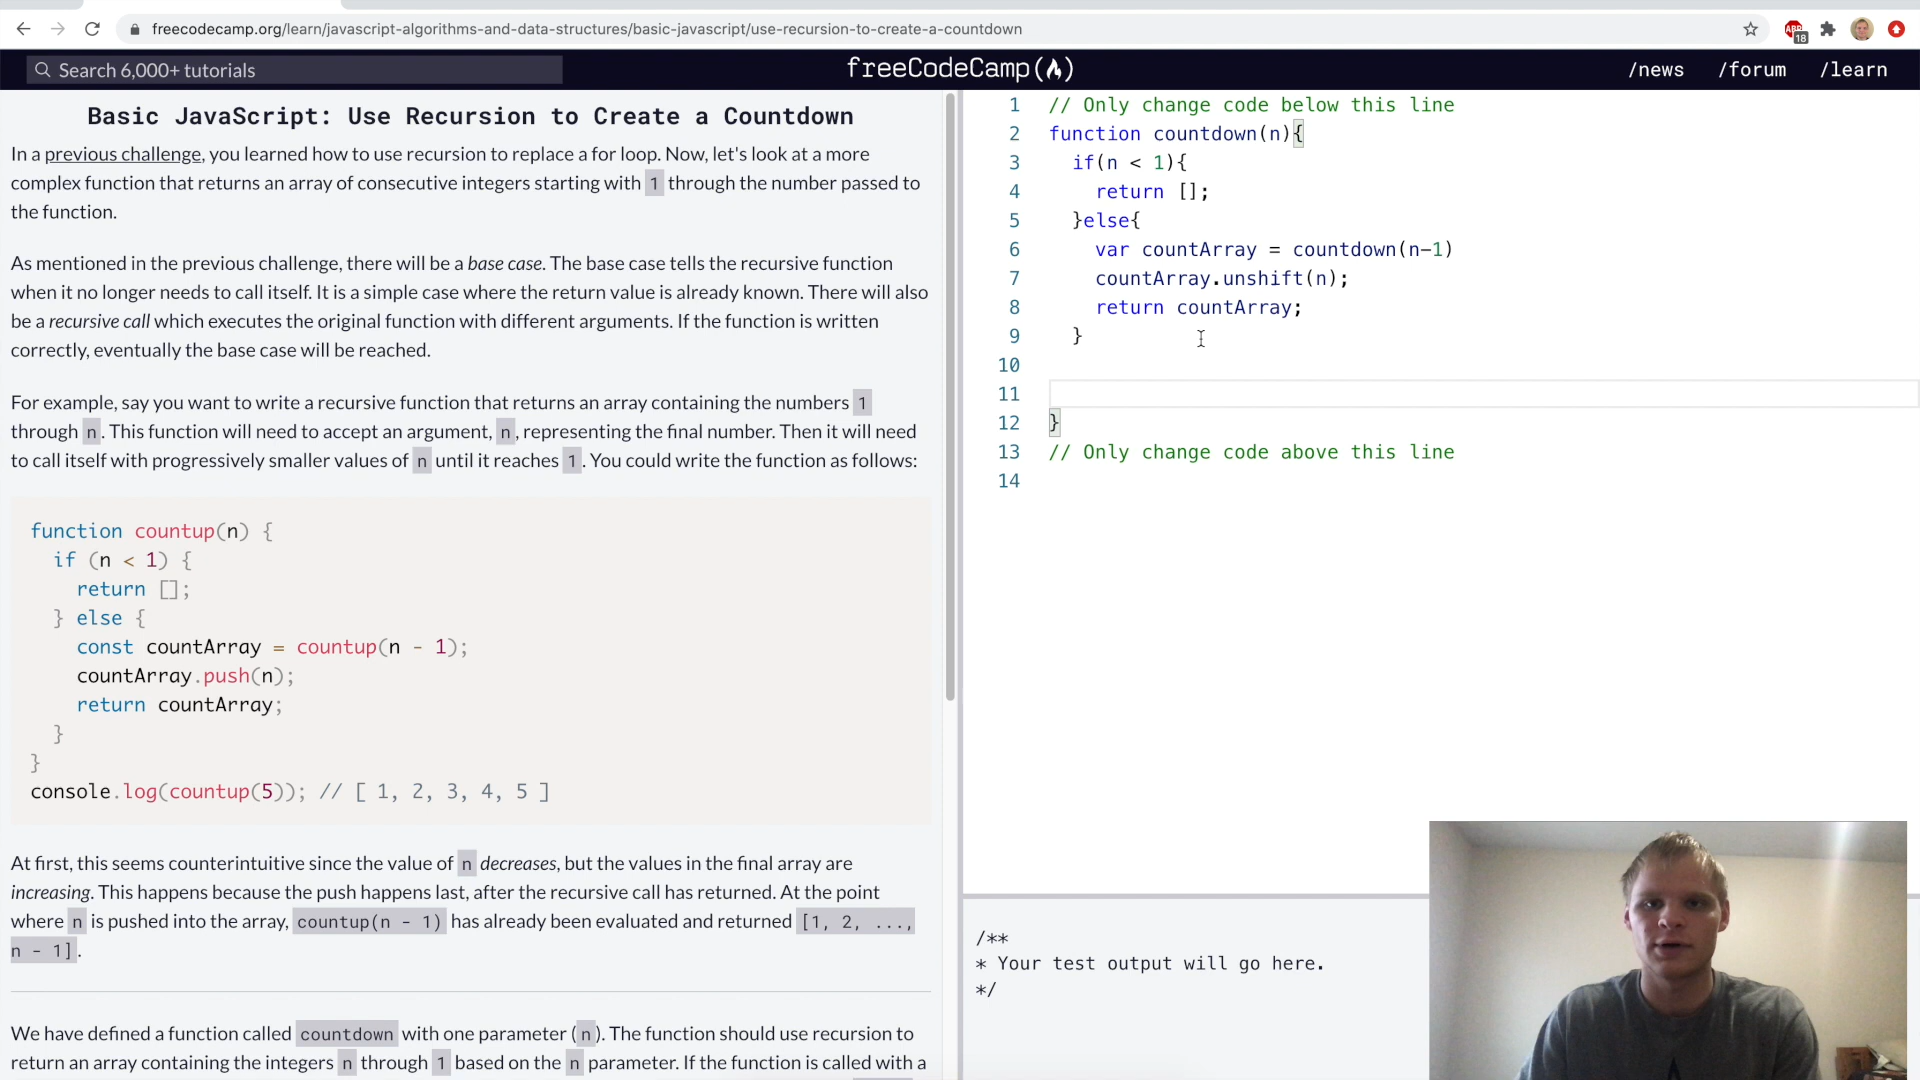 freecodecamp.org/learn/javascript-algorithms-and-data-structures/basic-javascript/use-recursion-to-create-a-countdown
18
Search 6,000+ tutorials
freeCodeCamp
/news
/forum
/learn
Basic JavaScript: Use Recursion to Create a Countdown
In a previous challenge, you learned how to use recursion to replace a for loop. Now, let's look at a more
complex function that returns an array of consecutive integers starting with 1 through the number passed to
the function.
As mentioned in the previous challenge, there will be a base case. The base case tells the recursive function
when it no longer needs to call itself. It is a simple case where the return value is already known. There will also
be a recursive call which executes the original function with different arguments. If the function is written
correctly, eventually the base case will be reached.
For example, say you want to write a recursive function that returns an array containing the numbers 1
through n. This function will need to accept an argument, n, representing the final number. Then it will need
to call itself with progressively smaller values of n until it reaches 1. You could write the function as follows:
function countup(n) {
if (n < 1) {
return [];
} else {
const countArray = countup(n - 1);
countArray.push(n);
return countArray;
}
}
console.log(countup(5)); // [ 1, 2, 3, 4, 5 ]
At first, this seems counterintuitive since the value of n decreases, but the values in the final array are
increasing. This happens because the push happens last, after the recursive call has returned. At the point
where n is pushed into the array, countup(n - 1) has already been evaluated and returned [1, 2, ...,
n - 1].
We have defined a function called countdown with one parameter (n). The function should use recursion to
return an array containing the integers n through 1 based on the n parameter. If the function is called with a
1 // Only change code below this line
2 function countdown(n){
3 if(n < 1){
4 return [];
5 }else{
6 var countArray = countdown(n-1)
7 countArray.unshift(n);
8 return countArray;
9 }
10
11
12 }
13 // Only change code above this line
14
/**
* Your test output will go here.
*/